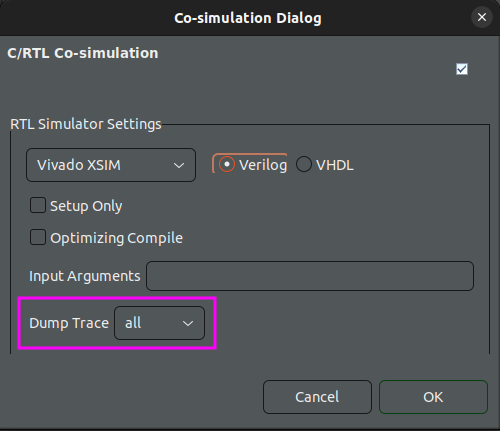 Co-simulation Dialog
C/RTL Co-simulation
RTL Simulator Settings
Vivado XSIM Verilog VHDL
Setup Only
Optimizing Compile
Input Arguments
Dump Trace all
Cancel OK